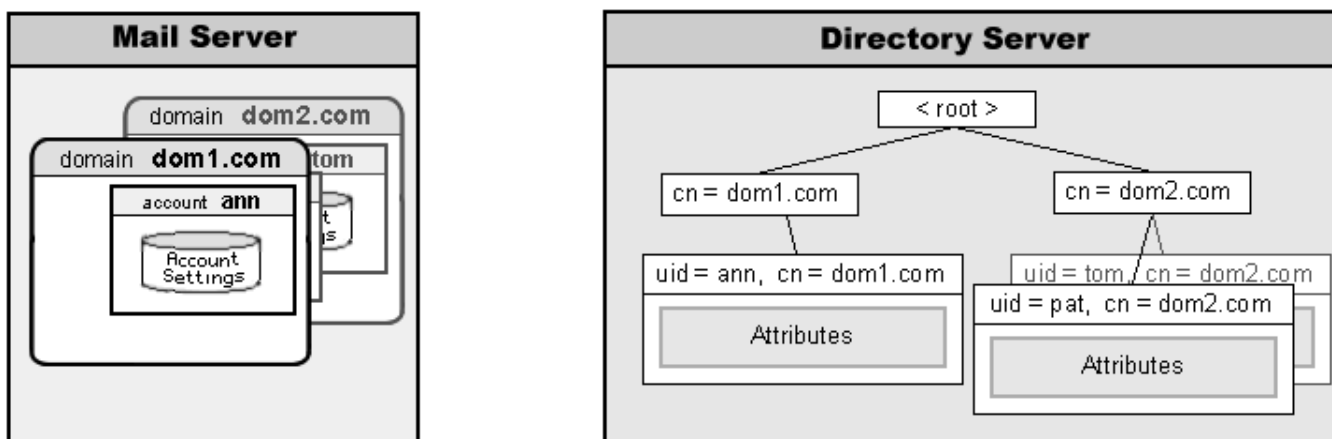 Mail Server
domain dom2.com
domain dom1.com
tom
account ann
Account
Settings
Directory Server
< root >
cn = dom1.com
cn = dom2.com
uid = ann, cn = dom1.com
Attributes
uid = tom, cn = dom2.com
uid = pat, cn = dom2.com
Attributes